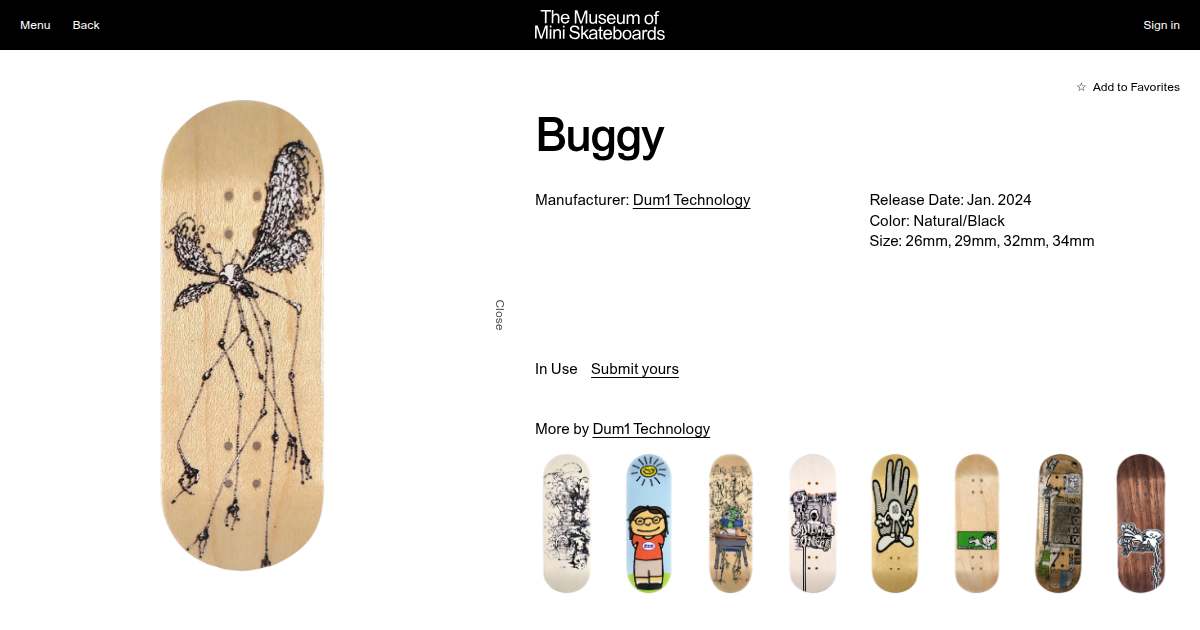 Menu
Back
The Museum of
Mini Skateboards
Sign in
☆ Add to Favorites
Buggy
Manufacturer: Dum1 Technology
Release Date: Jan. 2024
Color: Natural/Black
Size: 26mm, 29mm, 32mm, 34mm
Close
In Use
Submit yours
More by Dum1 Technology